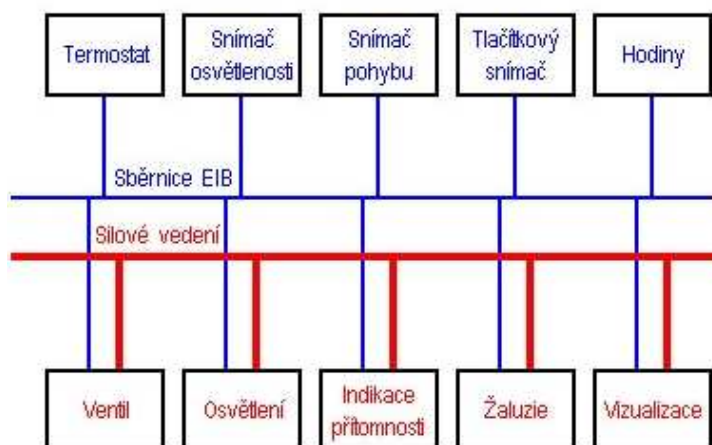 Termostat
Snímač
osvětlenosti
Snímač
pohybu
Tlačítkový
snímač
Hodiny
Sběrnice EIB
Silové vedení
Ventil
Osvětlení
Indikace
přítomnosti
Žaluzie
Vizualizace